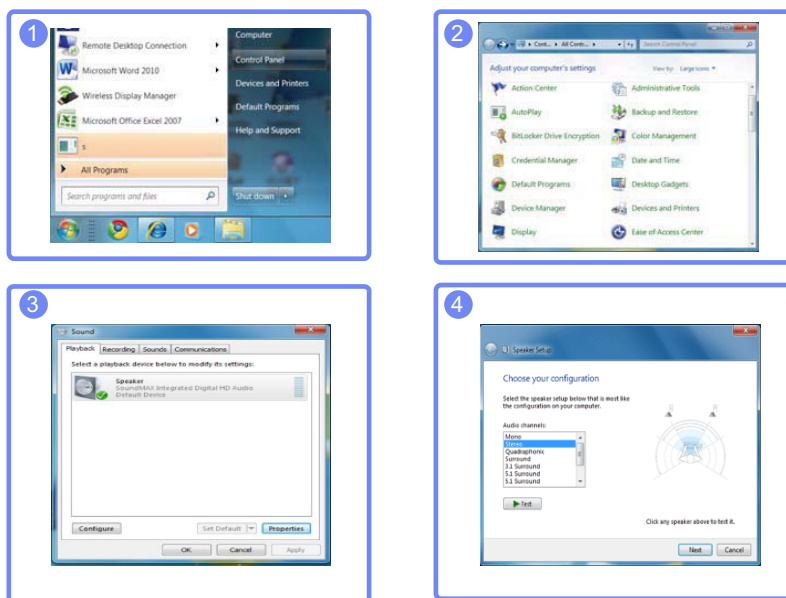 1
Remote Desktop Connection
Microsoft Word 2010
Wireless Display Manager
Microsoft Office Excel 2007
s
All Programs
Search programs and files
Computer
Control Panel
Devices and Printers
Default Programs
Help and Support
Shut down
2
Cont... All Contr...
Search Control Panel
Adjust your computer's settings
View by: Large icons
Action Center
Administrative Tools
AutoPlay
Backup and Restore
BitLocker Drive Encryption
Color Management
Credential Manager
Date and Time
Default Programs
Desktop Gadgets
Device Manager
Devices and Printers
Display
Ease of Access Center
3
Sound
Playback Recording Sounds Communications
Select a playback device below to modify its settings:
Speaker
SoundMAX Integrated Digital HD Audio
Default Device
Configure Set Default Properties
OK Cancel Apply
4
Speaker Setup
Choose your configuration
Select the speaker setup below that is most like
the configuration on your computer.
Audio channels:
Mono
Stereo
Quadraphonic
Surround
3.1 Surround
5.1 Surround
5.1 Surround
Test
Click any speaker above to test it.
Next Cancel